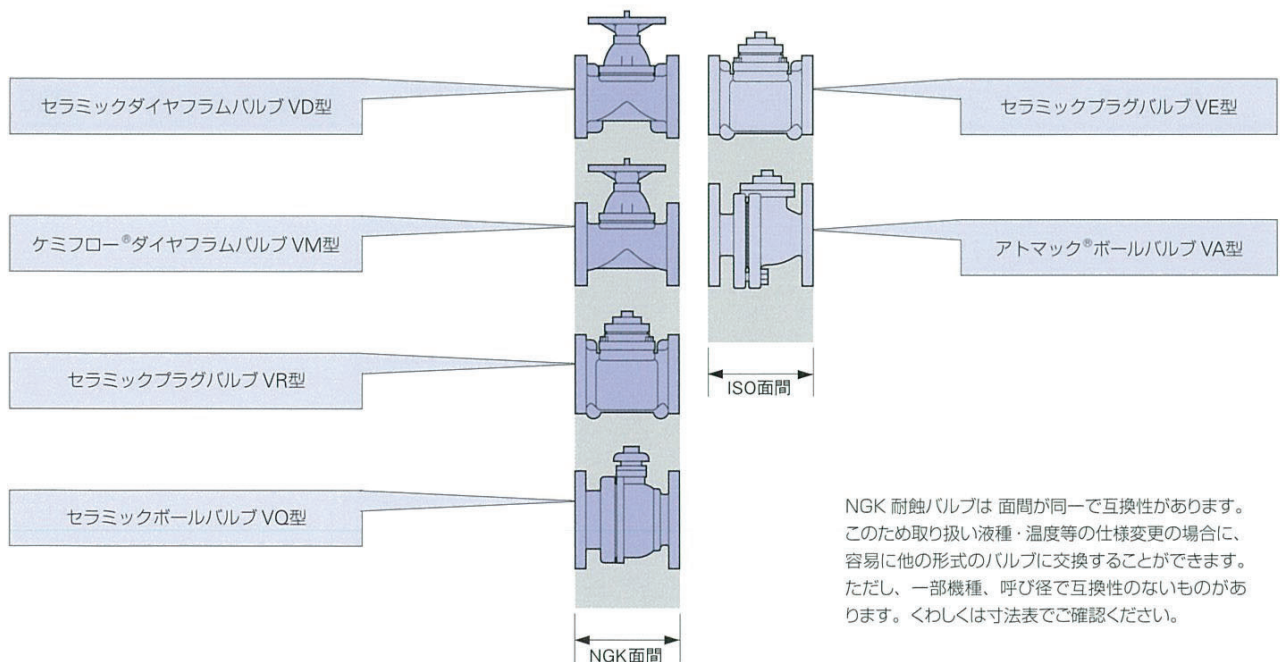 セラミックダイヤフラムバルブ VD型
ケミフロー®ダイヤフラムバルブ VM型
セラミックプラグバルブ VR型
セラミックボールバルブ VQ型
NGK面間
セラミックプラグバルブ VE型
アトマック®ボールバルブ VA型
ISO面間
NGK 耐蝕バルブは 面間が同一で互換性があります。
このため取り扱い液種・温度等の仕様変更の場合に、
容易に他の形式のバルブに交換することができます。
ただし、一部機種、呼び径で互換性のないものがあ
ります。くわしくは寸法表でご確認ください。